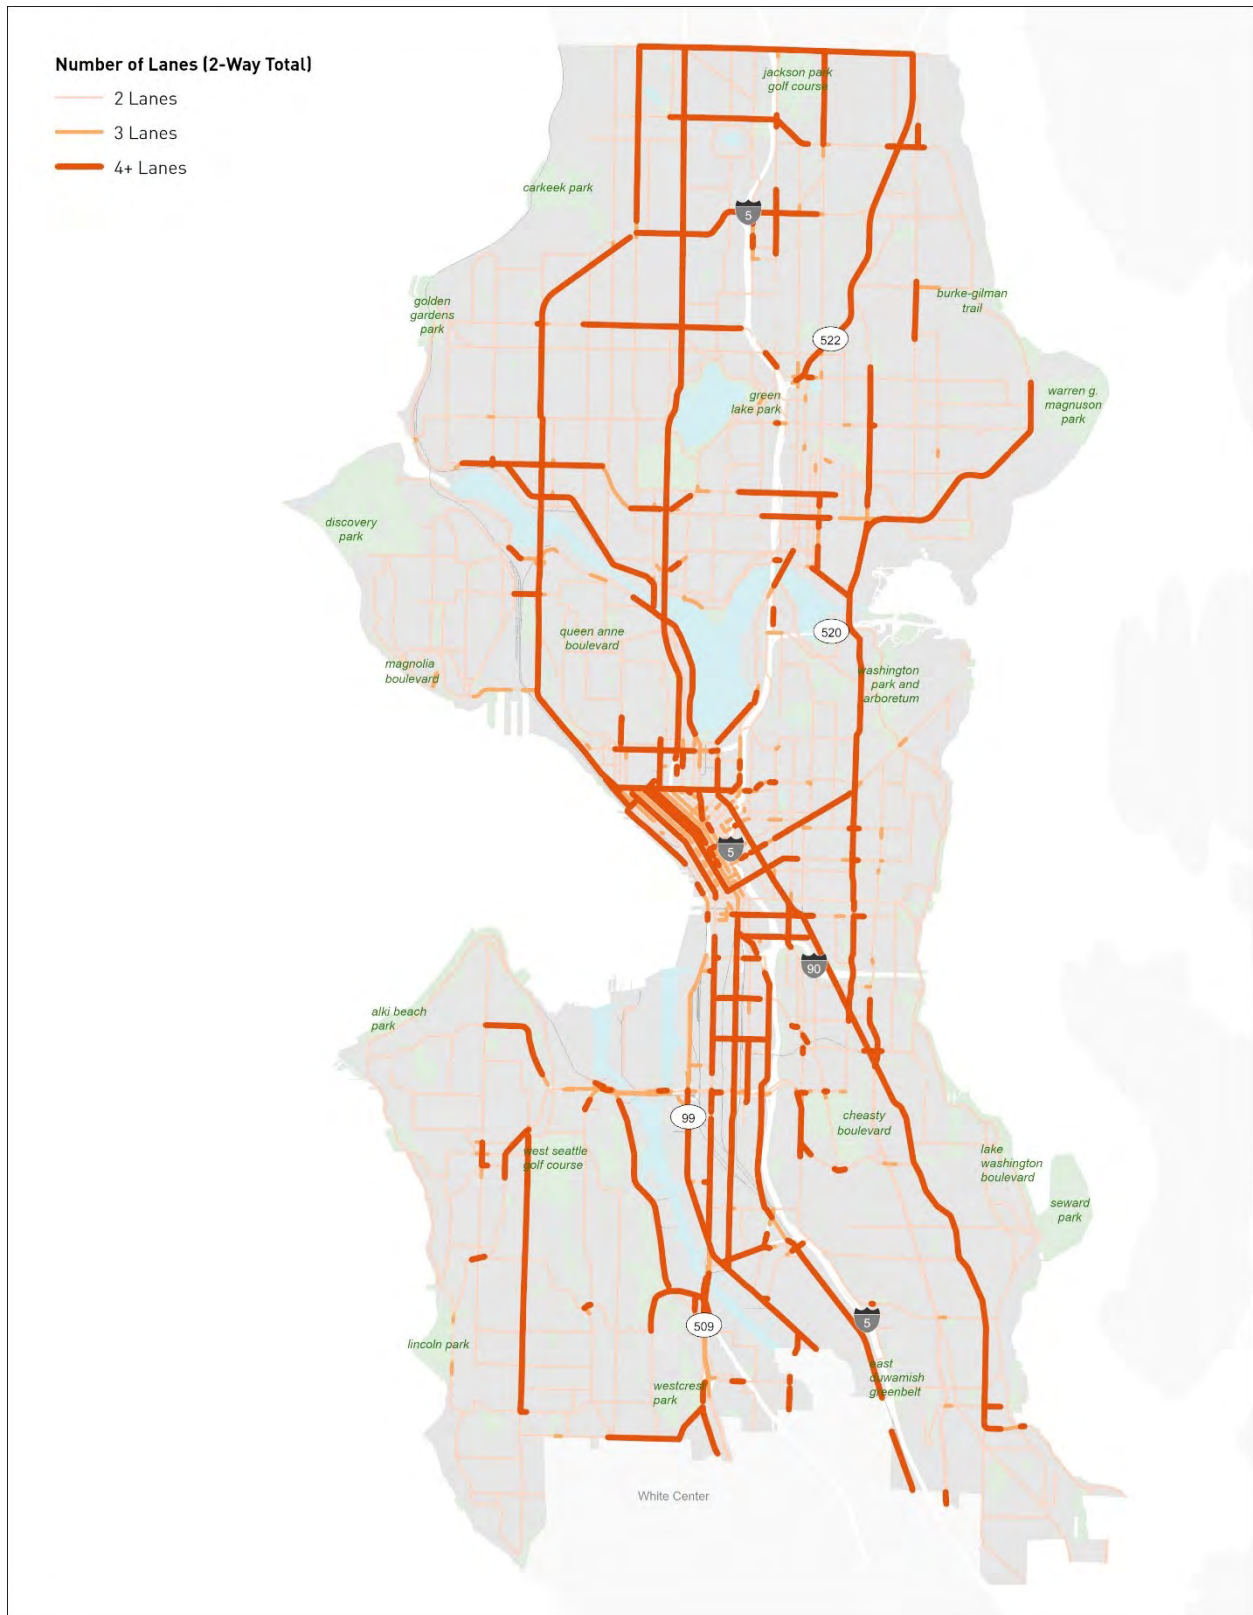 Number of Lanes (2-Way Total)
2 Lanes
3 Lanes
4+ Lanes
jackson park
golf course
carkeek park
5
golden
gardens
park
burke-gilman
trail
522
green
lake park
warren g.
magnuson
park
discovery
park
queen anne
boulevard
520
magnolia
boulevard
washington
park and
arboretum
5
90
alki beach
park
99
cheasty
boulevard
west seattle
golf course
lake
washington
boulevard
seward
park
5
509
lincoln park
east
duwamish
greenbelt
westcrest
park
White Center